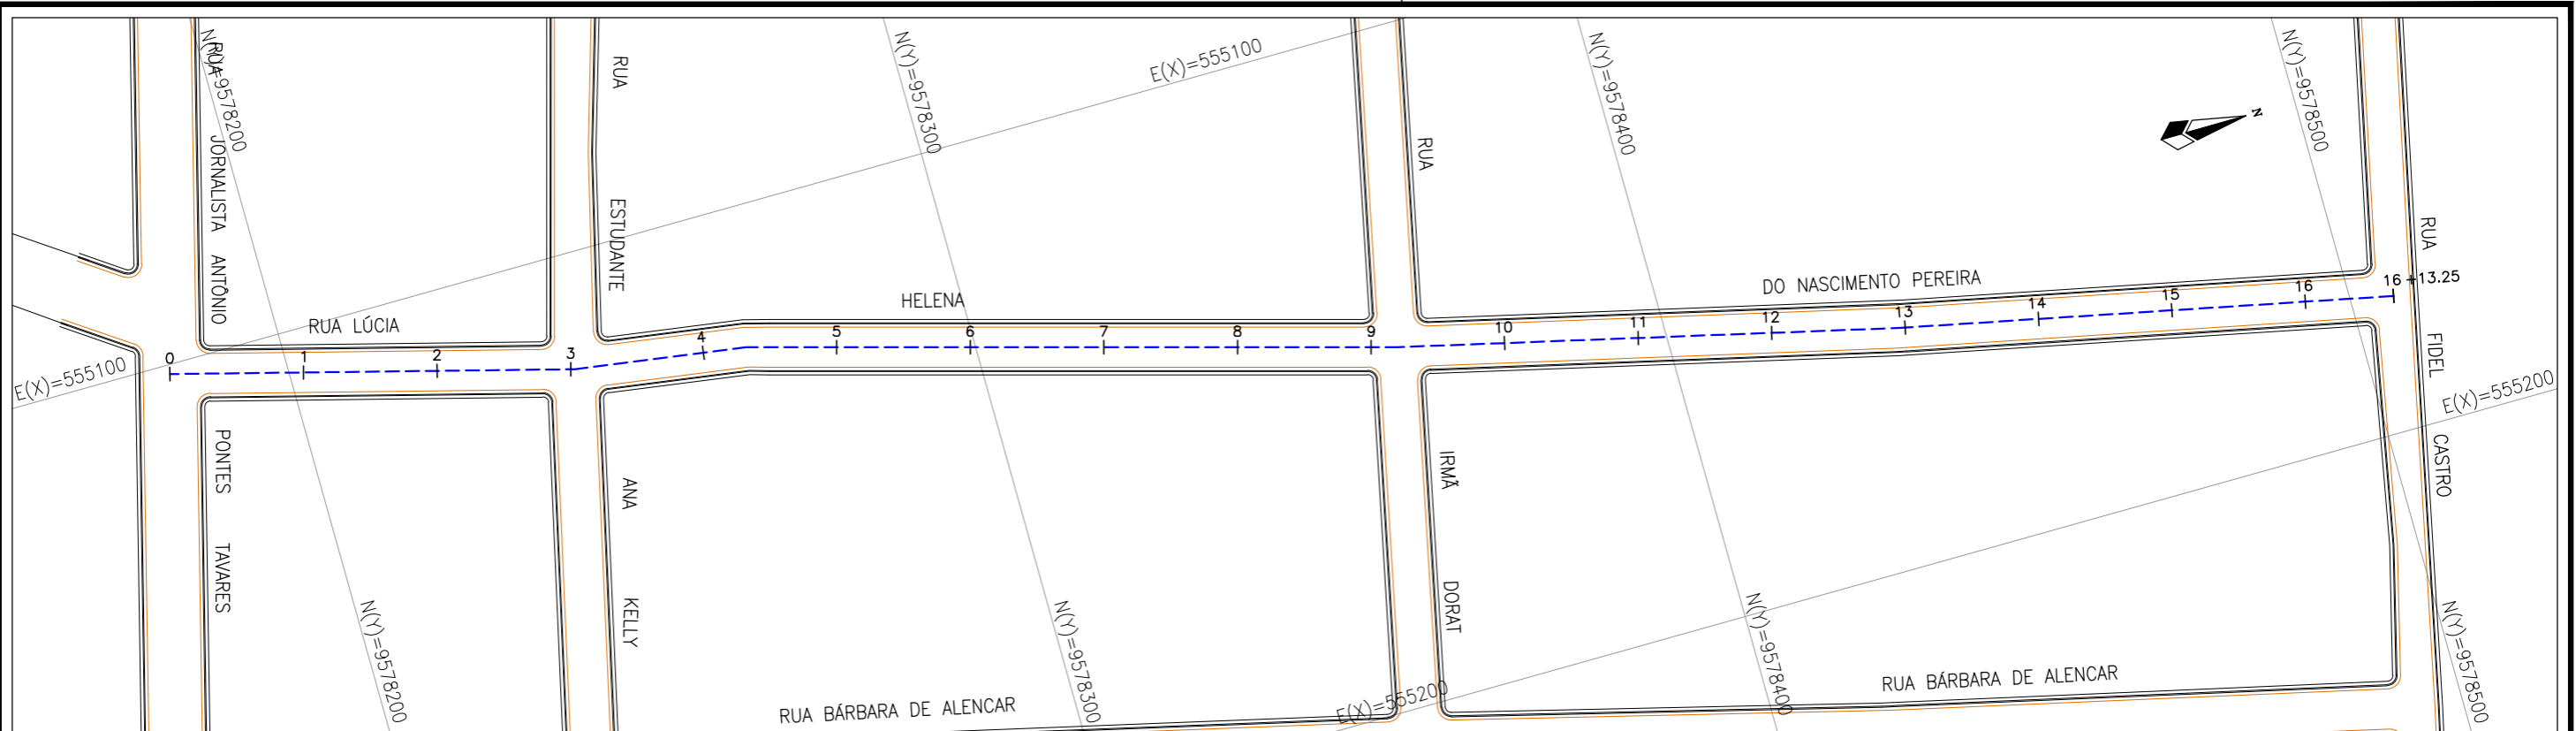 N(Y)=9578200
RUA
JORNALISTA ANTÔNIO
PONTES TAVARES
RUA ESTUDANTE
ANA KELLY
N(Y)=9578300
E(X)=555100
N(Y)=9578400
RUA
IRMÃ DORAT
N(Y)=9578500
N
RUA FIDEL CASTRO
RUA LÚCIA HELENA DO NASCIMENTO PEREIRA
0 1 2 3 4 5 6 7 8 9 10 11 12 13 14 15 16 16+13.25
E(X)=555100
E(X)=555200
N(Y)=9578200
N(Y)=9578300
N(Y)=9578400
N(Y)=9578500
E(X)=555200
RUA BÁRBARA DE ALENCAR
RUA BÁRBARA DE ALENCAR